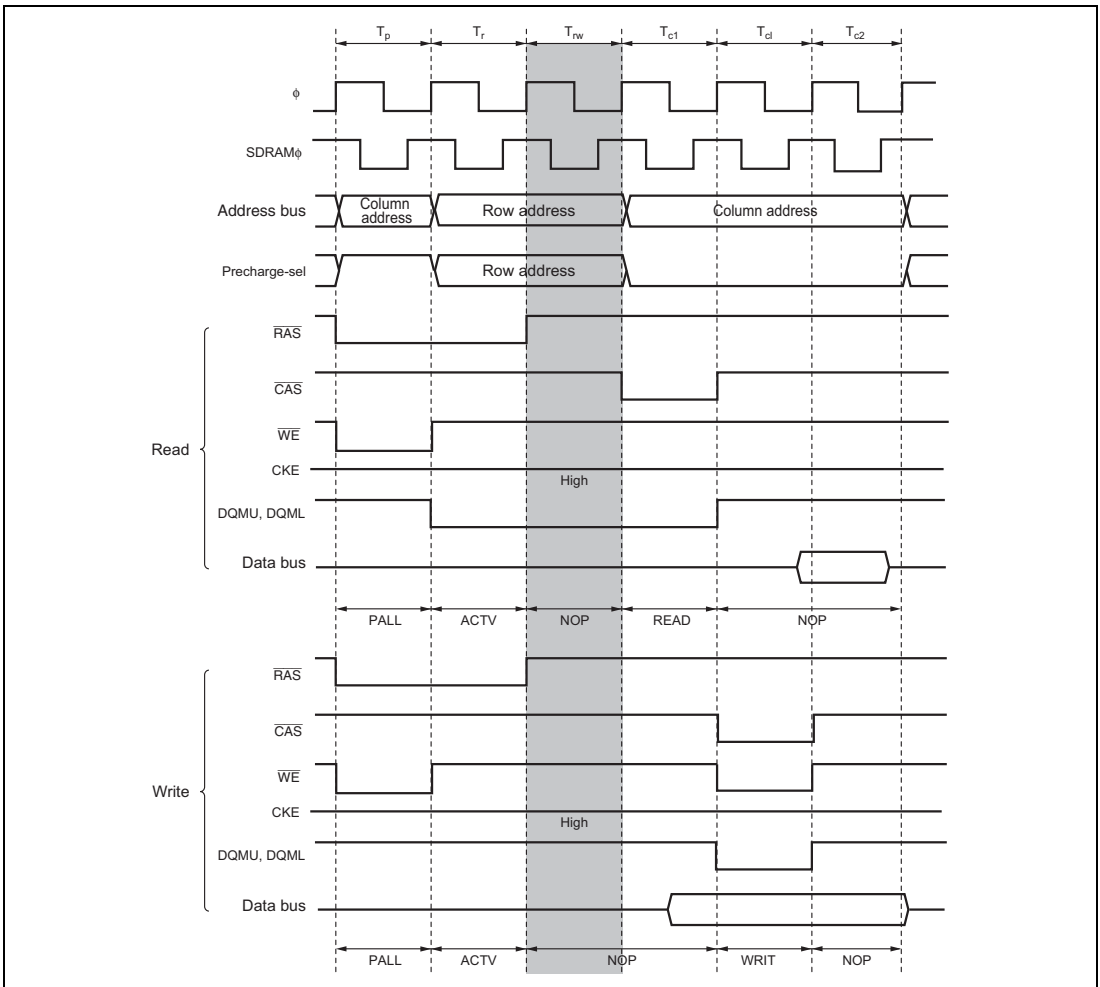 Tp Tr Trw Tc1 Tcl Tc2
ϕ
SDRAMϕ
Address bus Column address Row address Column address
Precharge-sel Row address
Read
RAS
CAS
WE
CKE High
DQMU, DQML
Data bus
PALL ACTV NOP READ NOP
Write
RAS
CAS
WE
CKE High
DQMU, DQML
Data bus
PALL ACTV NOP WRIT NOP